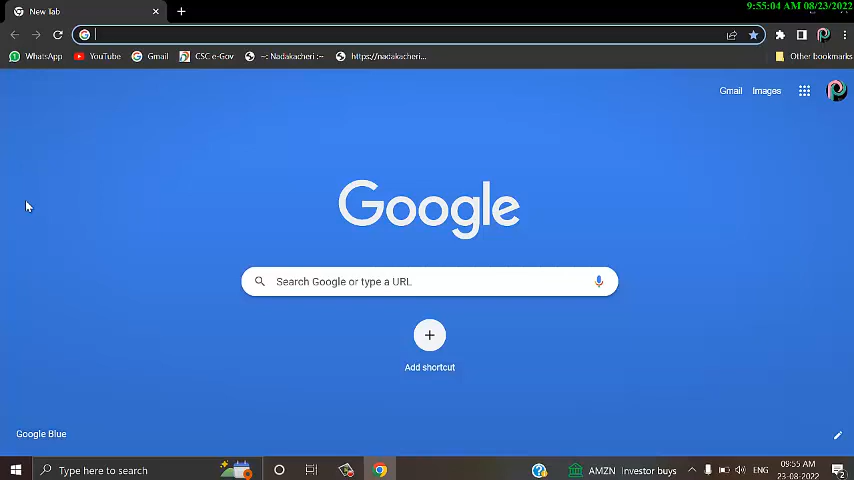 9:55:04 AM 08/23/2022
New Tab
WhatsApp YouTube Gmail CSC e-Gov --: Nadakacheri :-- https://nadakacheri... Other bookmarks
Gmail Images
Google
Search Google or type a URL
Add shortcut
Google Blue
Type here to search AMZN Investor buys ENG 09:55 AM
23-08-2022 2